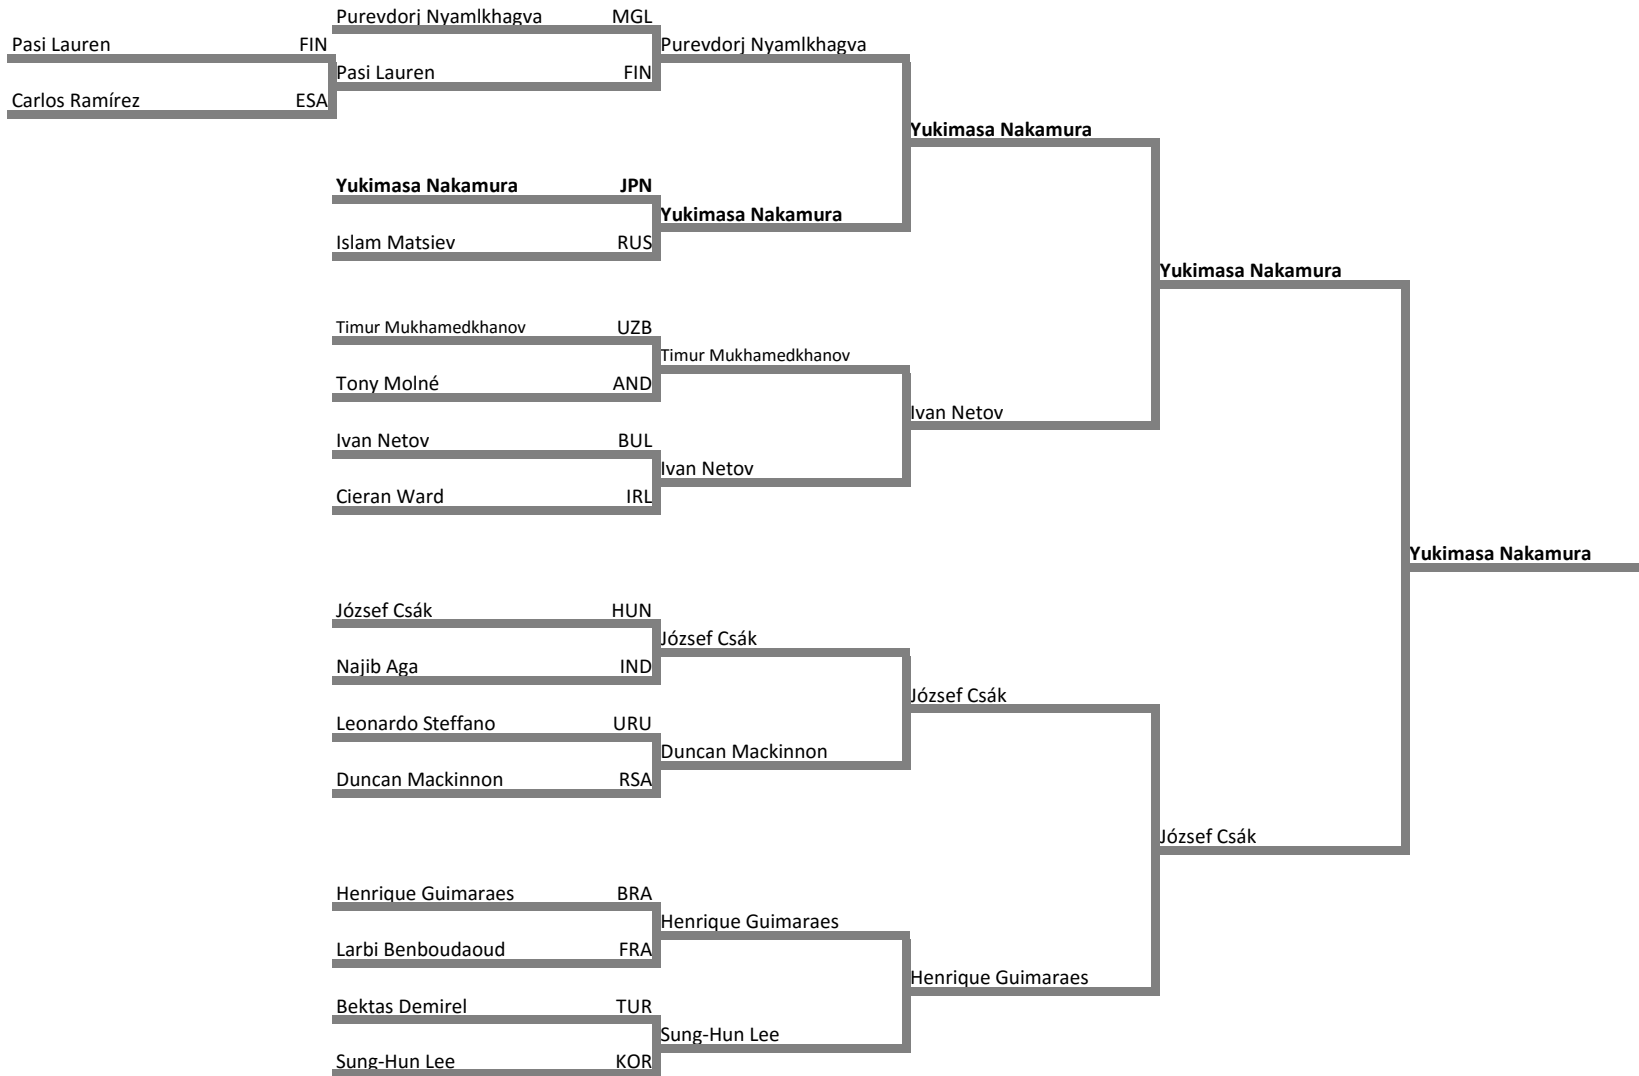 Purevdorj Nyamlkhagva MGL
Pasi Lauren FIN Purevdorj Nyamlkhagva
Pasi Lauren FIN
Carlos Ramírez ESA
Yukimasa Nakamura
Yukimasa Nakamura JPN
Yukimasa Nakamura
Islam Matsiev RUS
Yukimasa Nakamura
Timur Mukhamedkhanov UZB
Timur Mukhamedkhanov
Tony Molné AND
Ivan Netov
Ivan Netov BUL
Ivan Netov
Cieran Ward IRL
Yukimasa Nakamura
József Csák HUN
József Csák
Najib Aga IND
József Csák
Leonardo Steffano URU
Duncan Mackinnon
Duncan Mackinnon RSA
József Csák
Henrique Guimaraes BRA
Henrique Guimaraes
Larbi Benboudaoud FRA
Henrique Guimaraes
Bektas Demirel TUR
Sung-Hun Lee
Sung-Hun Lee KOR